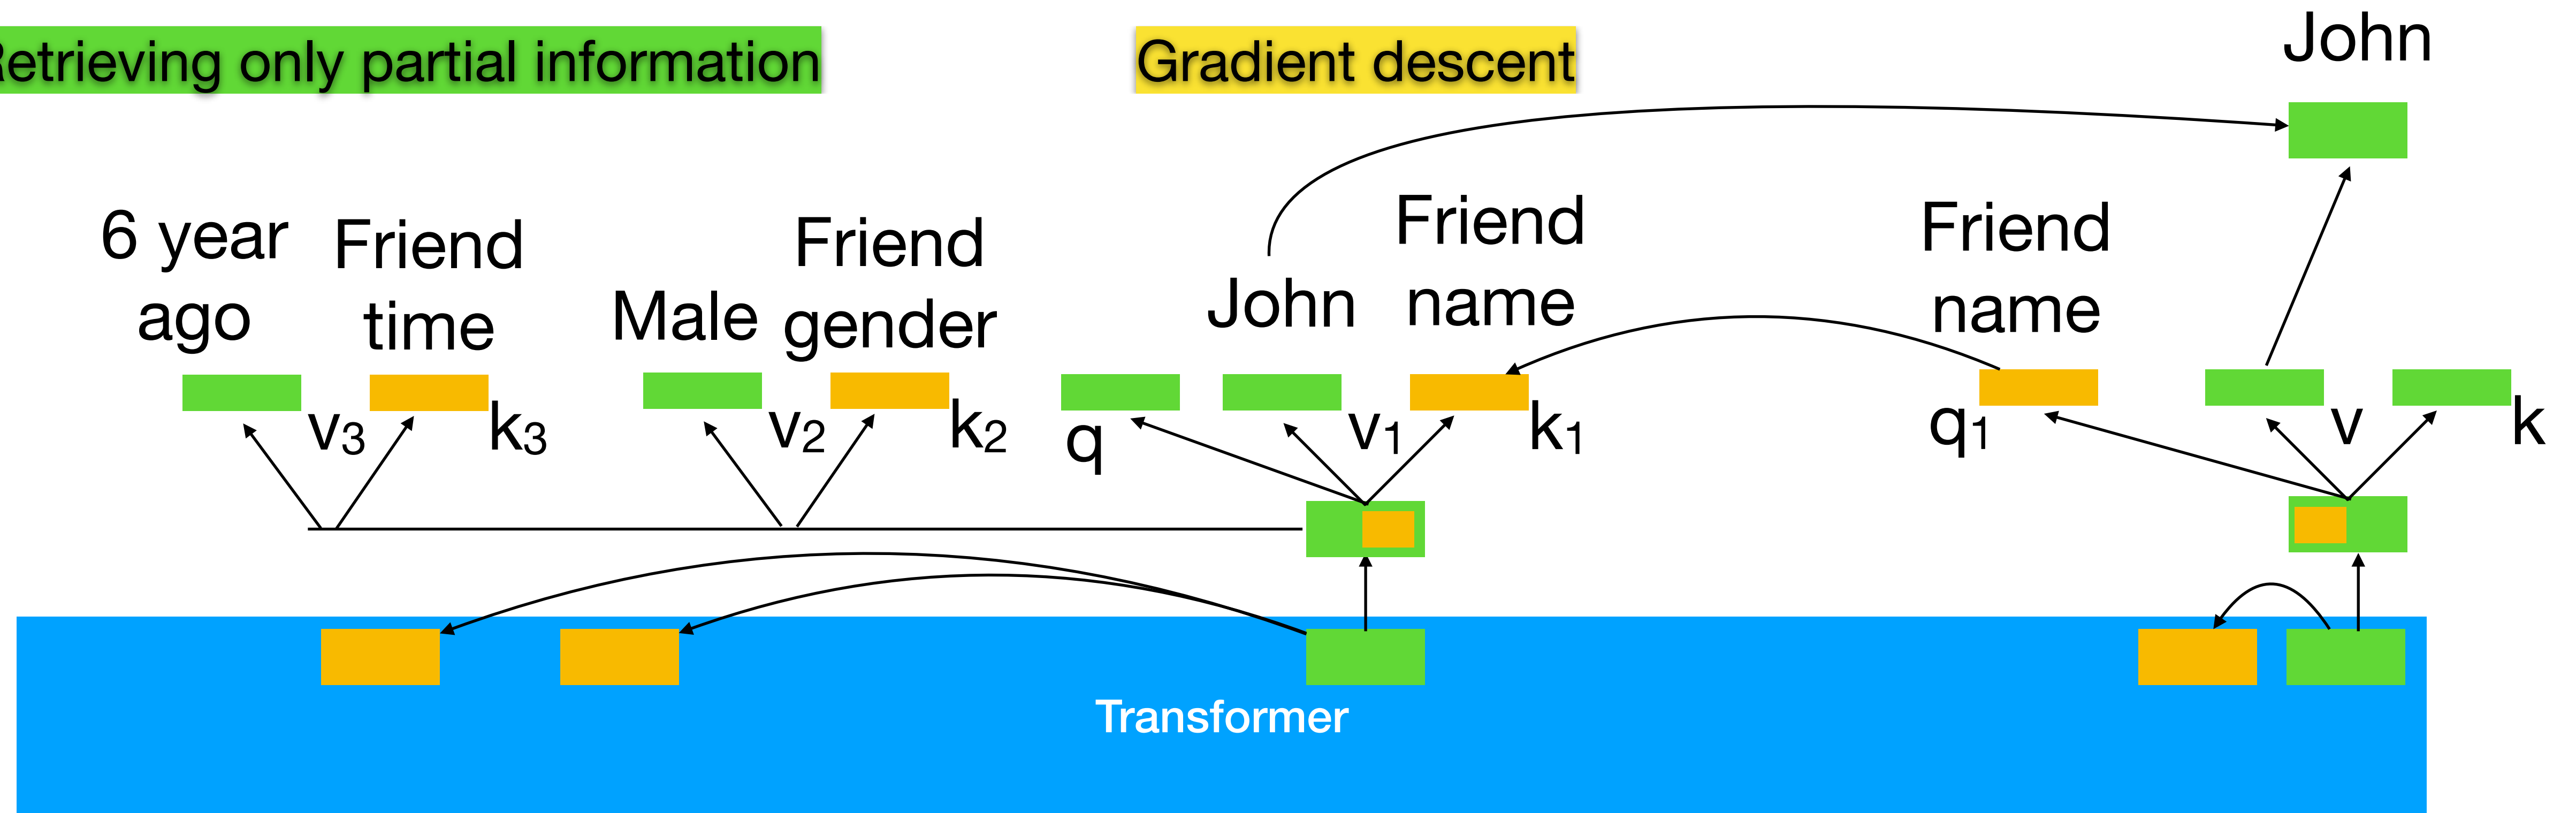 etrieving only partial information
Gradient descent
John
6 year
ago
Friend
time
Male
Friend
gender
John
Friend
name
Friend
name
v3
k3
v2
k2
q
v1
k1
q1
v
k
Transformer